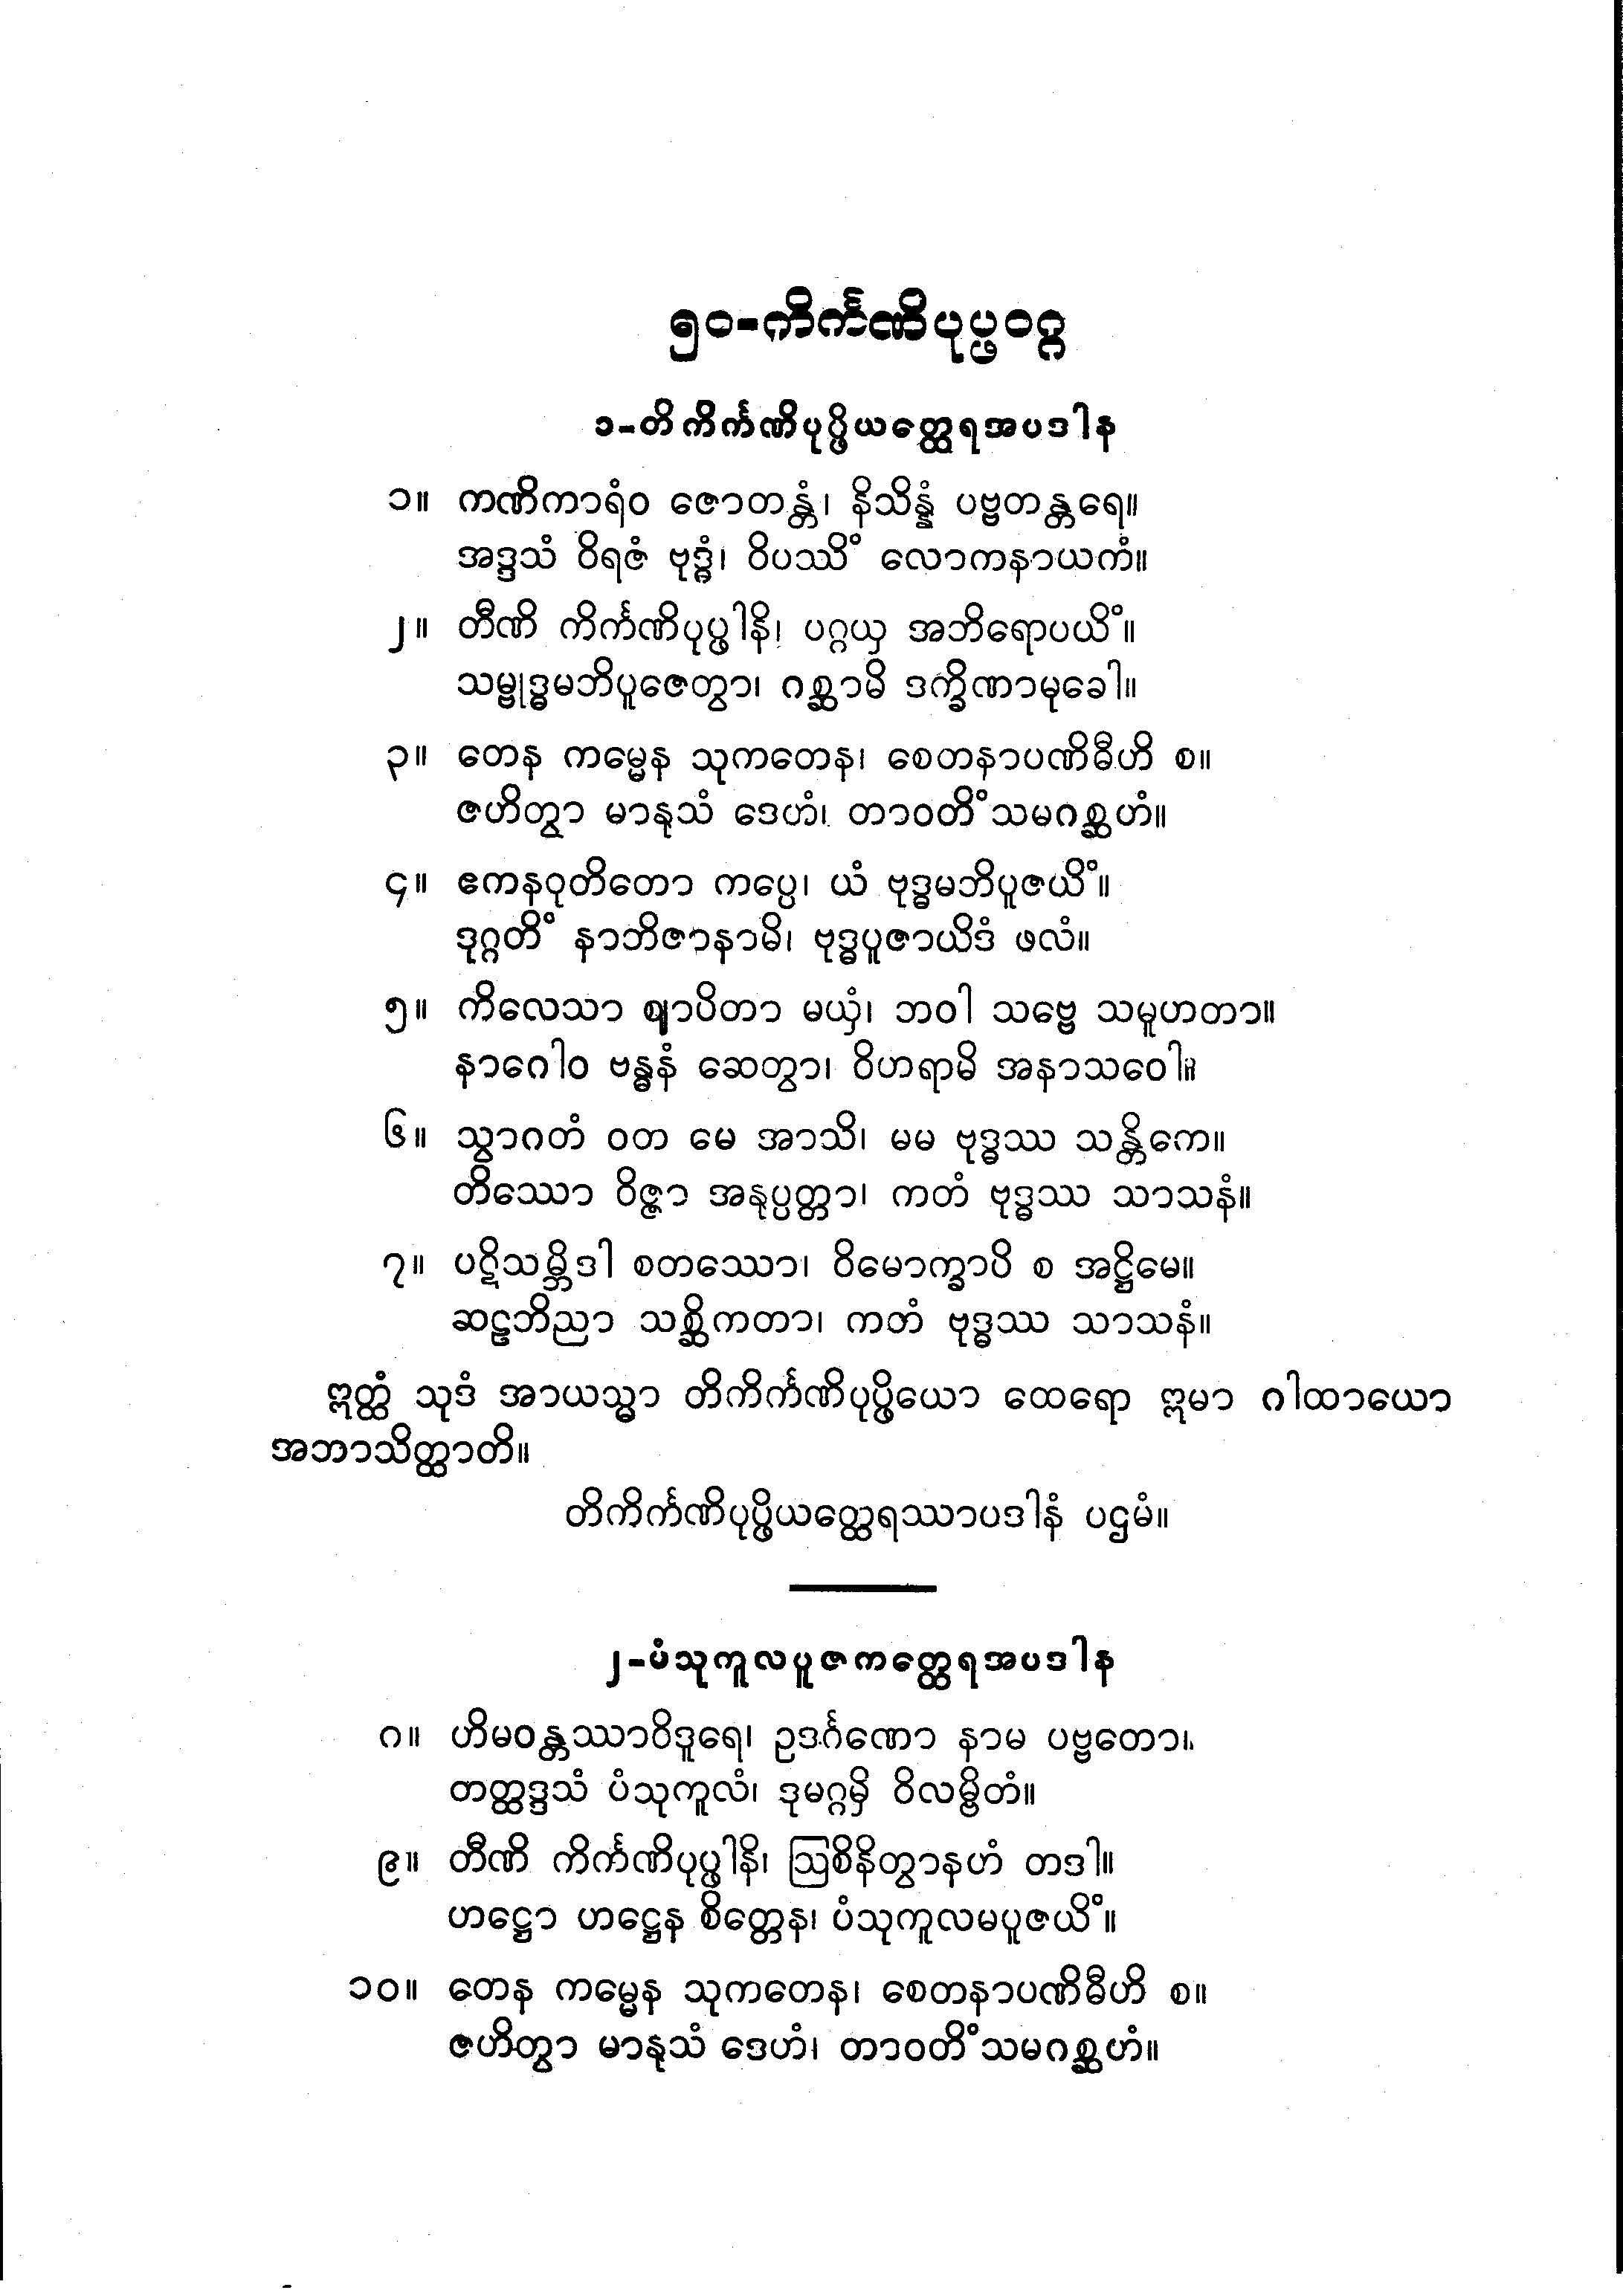 ၅၀-ကိင်္ကဏိပုပ္ဖဝဂ္ဂ
၁-တိကိင်္ကဏိပုပ္ဖိယတ္ထေရအပဒါန
၁။ ကဏိကာရံဝ ဇောတန္တံ၊ နိသိန္နံ ပဗ္ဗတန္တရေ။
အဒ္ဒသံ ဝိရဇံ ဗုဒ္ဓံ၊ ဝိပဿိံ လောကနာယကံ။
၂။ တီဏိ ကိင်္ကဏိပုပ္ဖါနိ၊ ပဂ္ဂယှ အဘိရောပယိံ။
သမ္ဗုဒ္ဓမဘိပူဇေတွာ၊ ဂစ္ဆာမိ ဒက္ခိဏာမုခေါ။
၃။ တေန ကမ္မေန သုကတေန၊ စေတနာပဏိဓီဟိ စ။
ဇဟိတွာ မာနုသံ ဒေဟံ၊ တာဝတိံသမဂစ္ဆဟံ။
၄။ ဧကနဝုတိတော ကပ္ပေ၊ ယံ ဗုဒ္ဓမဘိပူဇယိံ။
ဒုဂ္ဂတိံ နာဘိဇာနာမိ၊ ဗုဒ္ဓပူဇာယိဒံ ဖလံ။
၅။ ကိလေသာ ဈာပိတာ မယှံ၊ ဘဝါ သဗ္ဗေ သမူဟတာ။
နာဂေါဝ ဗန္ဓနံ ဆေတွာ၊ ဝိဟရာမိ အနာသဝေါ။
၆။ သွာဂတံ ဝတ မေ အာသိ၊ မမ ဗုဒ္ဓဿ သန္တိကေ။
တိဿော ဝိဇ္ဇာ အနုပ္ပတ္တာ၊ ကတံ ဗုဒ္ဓဿ သာသနံ။
၇။ ပဋိသမ္ဘိဒါ စတဿော၊ ဝိမောက္ခာပိ စ အဋ္ဌိမေ။
ဆဠဘိညာ သစ္ဆိကတာ၊ ကတံ ဗုဒ္ဓဿ သာသနံ။
ဣတ္ထံ သုဒံ အာယသ္မာ တိကိင်္ကဏိပုပ္ဖိယော ထေရော ဣမာ ဂါထာယော
အဘာသိတ္ထာတိ။
တိကိင်္ကဏိပုပ္ဖိယတ္ထေရဿာပဒါနံ ပဌမံ။
၂-ပံသုကူလပူဇကတ္ထေရအပဒါန
၈။ ဟိမဝန္တဿာဝိဒူရေ၊ ဥဒင်္ဂဏော နာမ ပဗ္ဗတော။
တတ္ထဒ္ဒသံ ပံသုကူလံ၊ ဒုမဂ္ဂမှိ ဝိလမ္ဗိတံ။
၉။ တီဏိ ကိင်္ကဏိပုပ္ဖါနိ၊ ဩစိနိတွာနဟံ တဒါ။
ဟဋ္ဌော ဟဋ္ဌေန စိတ္တေန၊ ပံသုကူလမပူဇယိံ။
၁၀။ တေန ကမ္မေန သုကတေန၊ စေတနာပဏိဓီဟိ စ။
ဇဟိတွာ မာနုသံ ဒေဟံ၊ တာဝတိံသမဂစ္ဆဟံ။